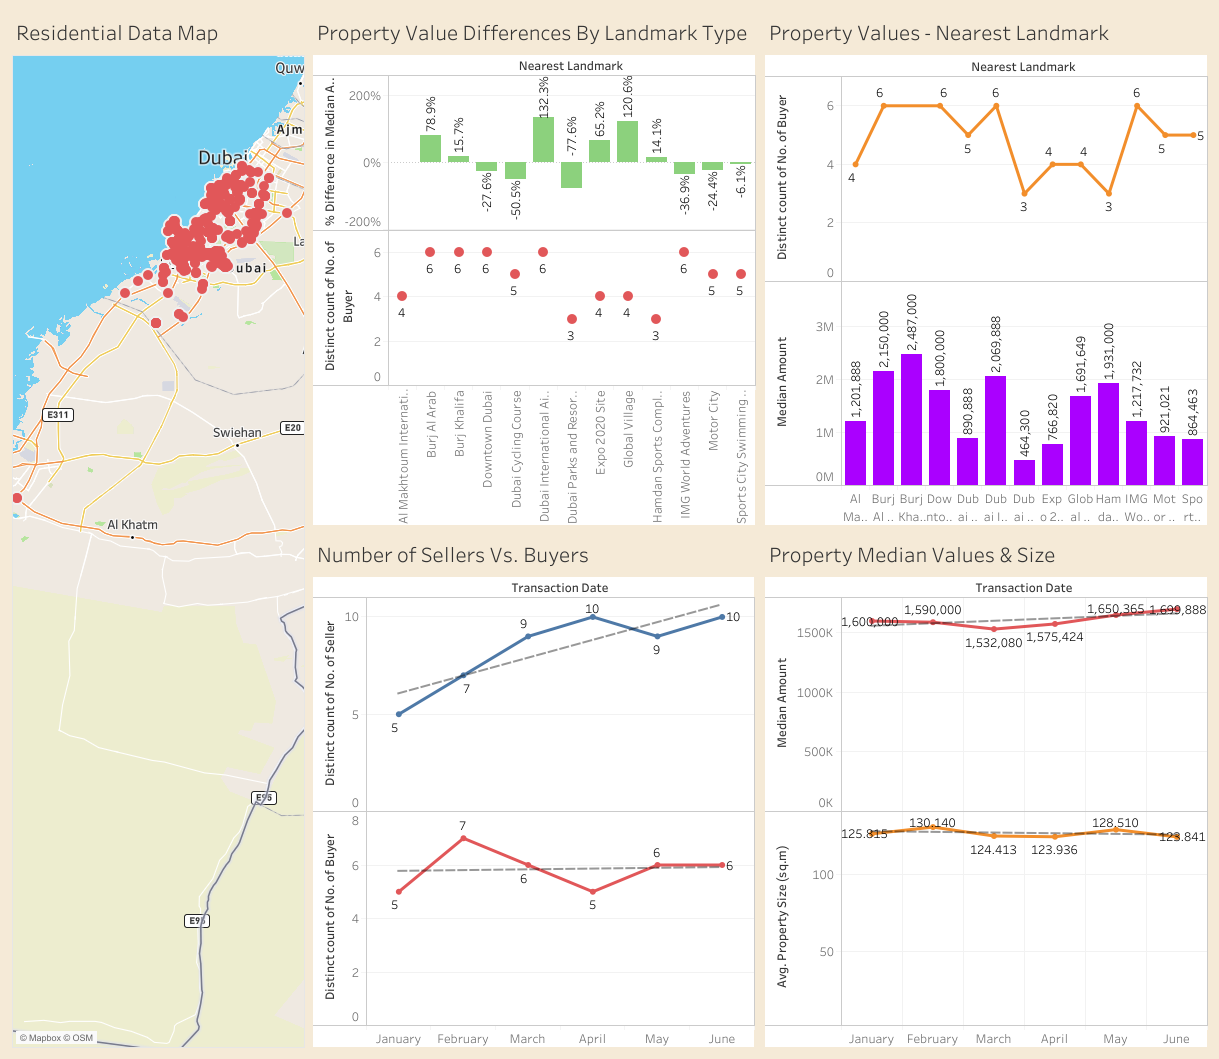 Residential Data Map
Property Value Differences By Landmark Type
Property Values - Nearest Landmark
Quw
Ajm
Dubai
La
ubai
E311
E20
Swiehan
Al Khatm
E95
E95
© Mapbox © OSM
Nearest Landmark
% Difference in Median A..
200%
0%
-200%
78.9%
15.7%
-27.6%
-50.5%
132.3%
-77.6%
65.2%
120.6%
14.1%
-36.9%
-24.4%
-6.1%
Distinct count of No. of
Buyer
6
4
2
0
4
6
6
6
5
6
3
4
4
3
6
5
5
Al Makhtoum Internati..
Burj Al Arab
Burj Khalifa
Downtown Dubai
Dubai Cycling Course
Dubai International Ai..
Dubai Parks and Resor..
Expo 2020 Site
Global Village
Hamdan Sports Compl..
IMG World Adventures
Motor City
Sports City Swimming ..
Nearest Landmark
Distinct count of No. of Buyer
6
4
2
0
4
6
6
5
6
3
4
4
3
6
5
5
Median Amount
3M
2M
1M
0M
1,201,888
2,150,000
2,487,000
1,800,000
890,888
2,069,888
464,300
766,820
1,691,649
1,931,000
1,217,732
921,021
864,463
Al Burj Burj Dow Dub Dub Dub Exp Glob Ham IMG Mot Spo
Ma.. Al .. Kha.. nto.. ai .. ai I.. ai .. o 2.. al .. da.. Wo.. or .. rt..
Number of Sellers Vs. Buyers
Transaction Date
Distinct count of No. of Seller
10
5
0
5
7
9
10
9
10
Distinct count of No. of Buyer
8
6
4
2
0
5
7
6
5
6
6
January February March April May June
Property Median Values & Size
Transaction Date
Median Amount
1500K
1000K
500K
0K
1,600,000
1,590,000
1,532,080
1,575,424
1,650,365
1,699,888
Avg. Property Size (sq.m)
100
50
125.815
130.140
124.413
123.936
128.510
123.841
January February March April May June